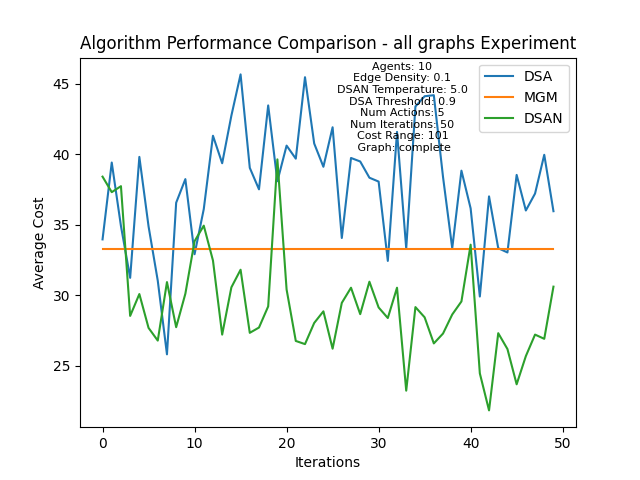 Algorithm Performance Comparison - all graphs Experiment
Agents: 10
Edge Density: 0.1
DSAN Temperature: 5.0
DSA Threshold: 0.9
Num Actions: 5
Num Iterations: 50
Cost Range: 101
Graph: complete
DSA
MGM
DSAN
Average Cost
45
40
35
30
25
0 10 20 30 40 50
Iterations